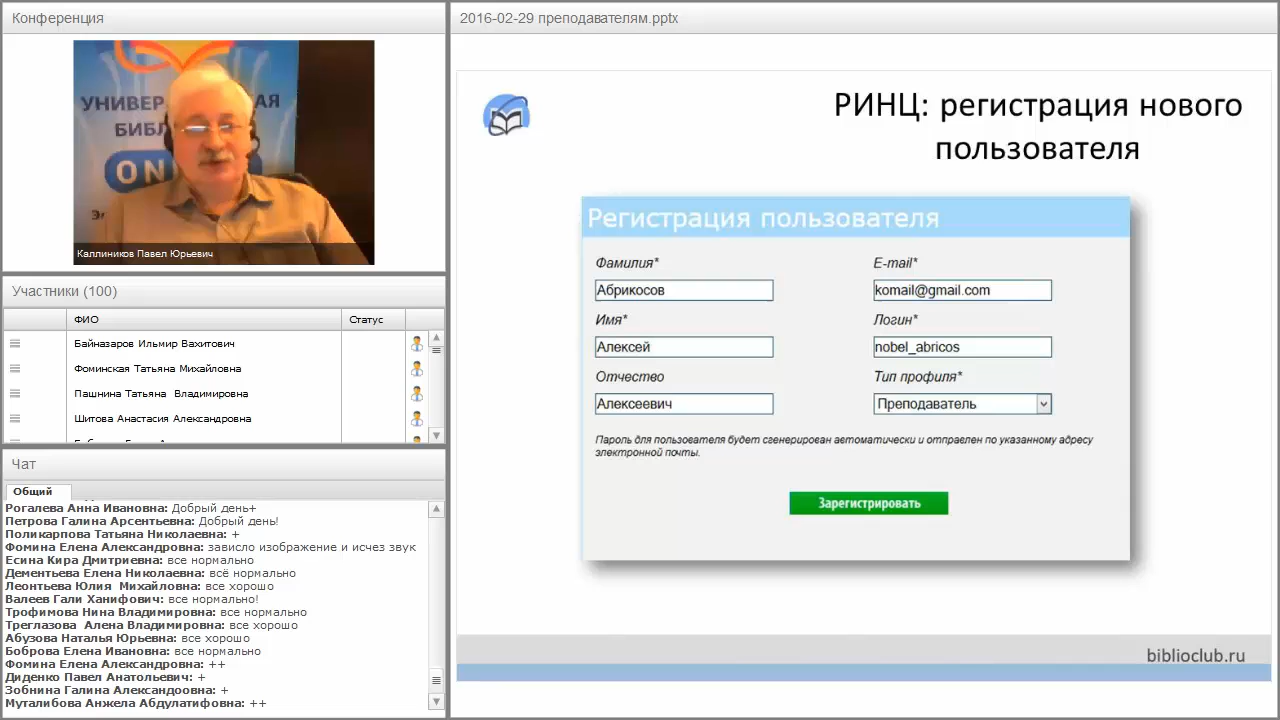 Конференция
УНИВЕР АЯ
БИБЛ
ON
Каллиников Павел Юрьевич
Участники (100)
ФИО
Статус
Байназаров Ильмир Вахитович
Фоминская Татьяна Михайловна
Пашнина Татьяна Владимировна
Шитова Анастасия Александровна
Чат
Общий
Рогалева Анна Ивановна: Добрый день+
Петрова Галина Арсентьевна: Добрый день!
Поликарпова Татьяна Николаевна: +
Фомина Елена Александровна: зависло изображение и исчез звук
Есина Кира Дмитриевна: все нормально
Дементьева Елена Николаевна: всё нормально
Леонтьева Юлия Михайловна: все хорошо
Валеев Гали Ханифович: все нормально!
Трофимова Нина Владимировна: все нормально
Треглазова Алена Владимировна: все хорошо
Абузова Наталья Юрьевна: все хорошо
Боброва Елена Ивановна: все нормально
Фомина Елена Александровна: ++
Диденко Павел Анатольевич: +
Зобнина Галина Александоовна: +
Муталибова Анжела Абдулатифовна: ++
2016-02-29 преподавателям.pptx
РИНЦ: регистрация нового
пользователя
Регистрация пользователя
Фамилия*
Абрикосов
Имя*
Алексей
Отчество
Алексеевич
E-mail*
komail@gmail.com
Логин*
nobel_abricos
Тип профиля*
Преподаватель
Пароль для пользователя будет сгенерирован автоматически и отправлен по указанному адресу
электронной почты.
Зарегистрировать
biblioclub.ru